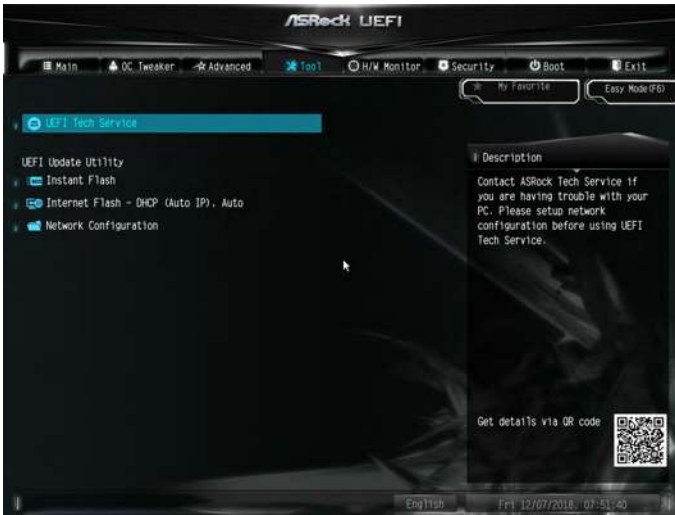 ASRock UEFI
Main OC Tweaker Advanced Tool H/W Monitor Security Boot Exit
My Favorite Easy Mode(F6)
UEFI Tech Service
UEFI Update Utility
Instant Flash
Internet Flash - DHCP (Auto IP), Auto
Network Configuration
Description
Contact ASRock Tech Service if
you are having trouble with your
PC. Please setup network
configuration before using UEFI
Tech Service.
Get details via QR code
English Fri 12/07/2018, 07:51:40